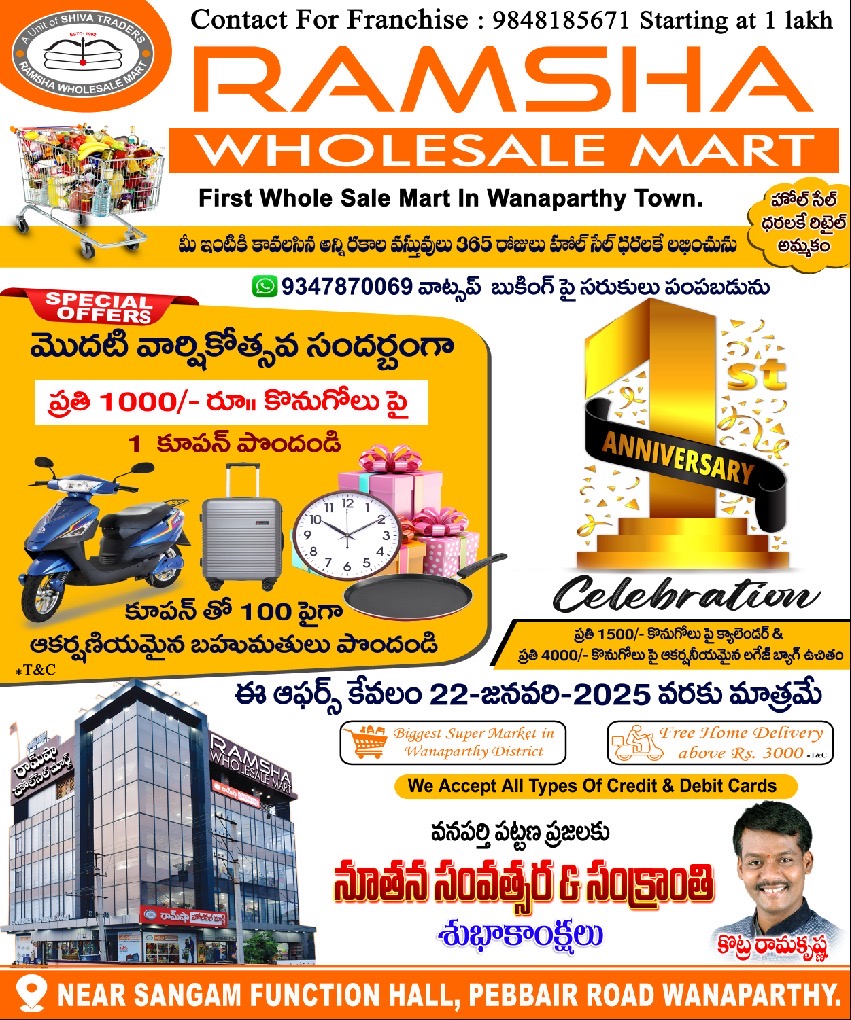 Contact For Franchise : 9848185671 Starting at 1 lakh
A Unit of SHIVA TRADERS
RAMSHA WHOLESALE MART
RAMSHA
WHOLESALE MART
First Whole Sale Mart In Wanaparthy Town.
హోల్ సేల్
ధరలకే రిటైల్
అమ్మకం
మీ ఇంటికి కావలసిన అన్ని రకాల వస్తువులు 365 రోజులు హోల్ సేల్ ధరలకే లభించును
9347870069 వాట్సప్ బుకింగ్ పై సరుకులు పంపబడును
SPECIAL
OFFERS
మొదటి వార్షికోత్సవ సందర్భంగా
ప్రతి 1000/- రూ॥ కొనుగోలు పై
1 కూపన్ పొందండి
కూపన్ తో 100 పైగా
ఆకర్షణియమైన బహుమతులు పొందండి
*T&C
1st
ANNIVERSARY
Celebration
ప్రతి 1500/- కొనుగోలు పై క్యాలెండర్ &
ప్రతి 4000/- కొనుగోలు పై ఆకర్షనీయమైన లగేజ్ బ్యాగ్ ఉచితం
ఈ ఆఫర్స్ కేవలం 22-జనవరి-2025 వరకు మాత్రమే
Biggest Super Market in
Wanaparthy District
Free Home Delivery
above Rs. 3000 - T&C
We Accept All Types Of Credit & Debit Cards
రామ్‌షా
హోల్‌సేల్ మార్ట్
RAMSHA
WHOLESALE MART
రామ్‌షా హోల్‌సేల్ మార్ట్
వనపర్తి పట్టణ ప్రజలకు
నూతన సంవత్సర & సంక్రాంతి
శుభాకాంక్షలు
కొట్ర రామకృష్ణ
NEAR SANGAM FUNCTION HALL, PEBBAIR ROAD WANAPARTHY.